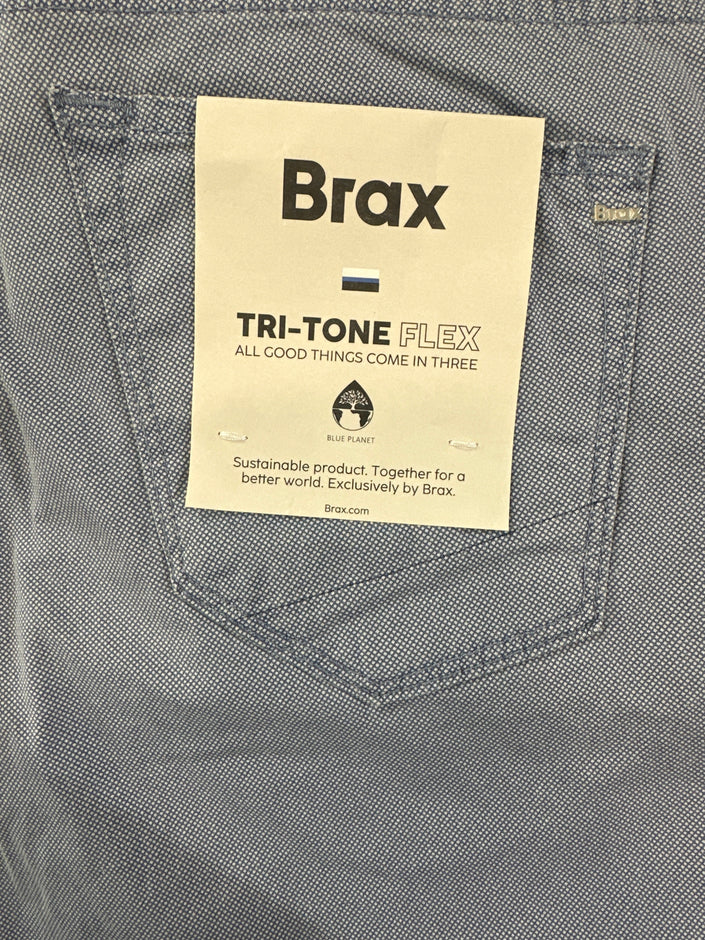 Brax
Brax
TRI-TONE FLEX
ALL GOOD THINGS COME IN THREE
BLUE PLANET
Sustainable product. Together for a
better world. Exclusively by Brax.
Brax.com